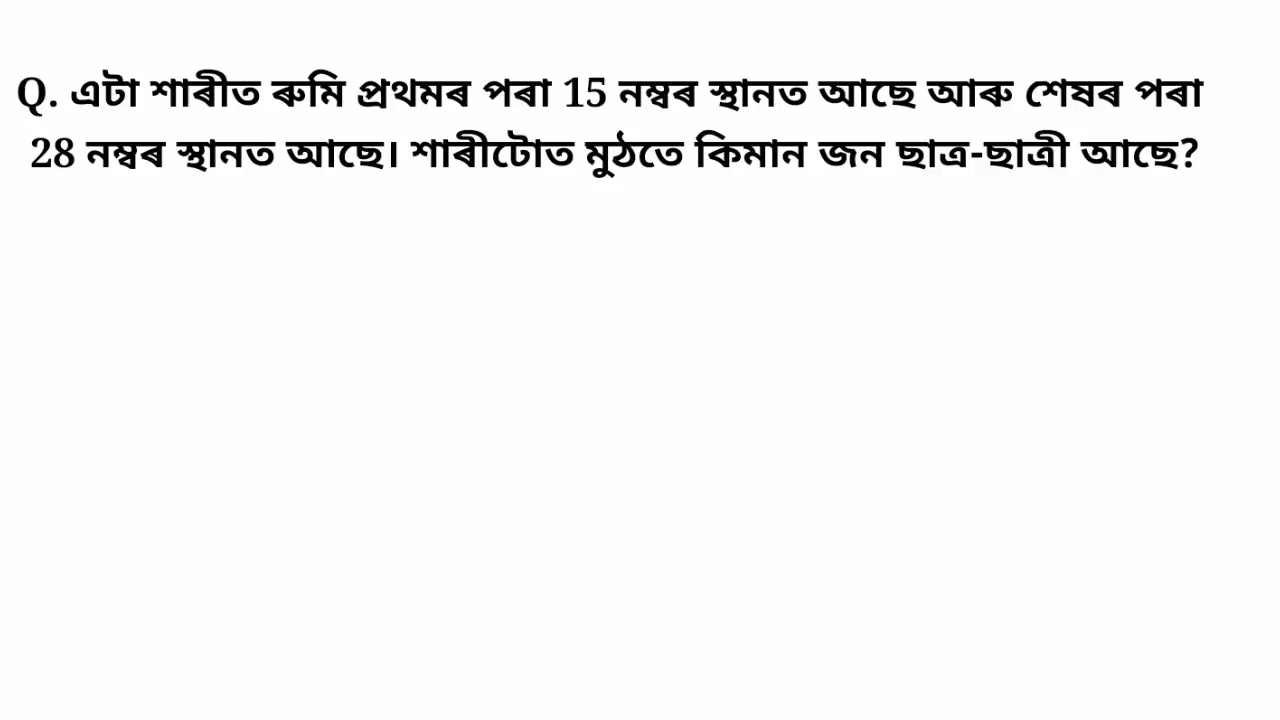 Q. এটা শাৰীত ৰুমি প্ৰথমৰ পৰা 15 নম্বৰ স্থানত আছে আৰু শেষৰ পৰা
28 নম্বৰ স্থানত আছে। শাৰীটোত মুঠতে কিমান জন ছাত্ৰ-ছাত্ৰী আছে?